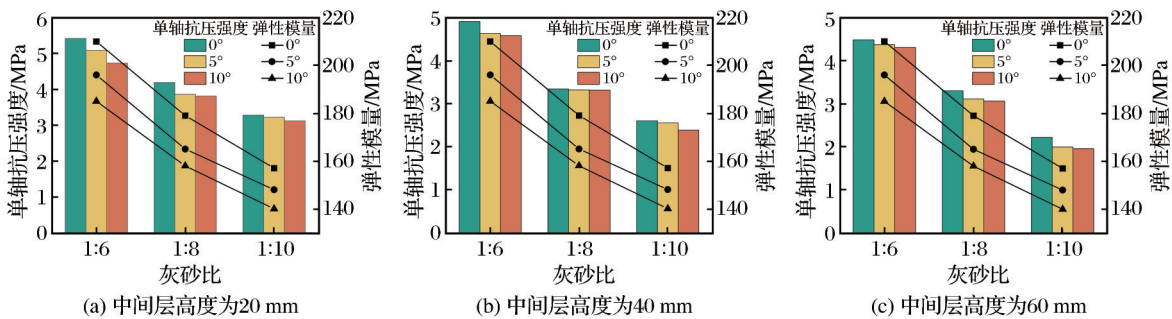 单轴抗压强度/MPa
6
5
4
3
2
1
0
单轴抗压强度 弹性模量
0° 0°
5° 5°
10° 10°
220
200
180
160
140
弹性模量/MPa
1:6 1:8 1:10
灰砂比
(a) 中间层高度为20 mm
单轴抗压强度/MPa
5
4
3
2
1
0
单轴抗压强度 弹性模量
0° 0°
5° 5°
10° 10°
220
200
180
160
140
弹性模量/MPa
1:6 1:8 1:10
灰砂比
(b) 中间层高度为40 mm
单轴抗压强度/MPa
5
4
3
2
1
0
单轴抗压强度 弹性模量
0° 0°
5° 5°
10° 10°
220
200
180
160
140
弹性模量/MPa
1:6 1:8 1:10
灰砂比
(c) 中间层高度为60 mm